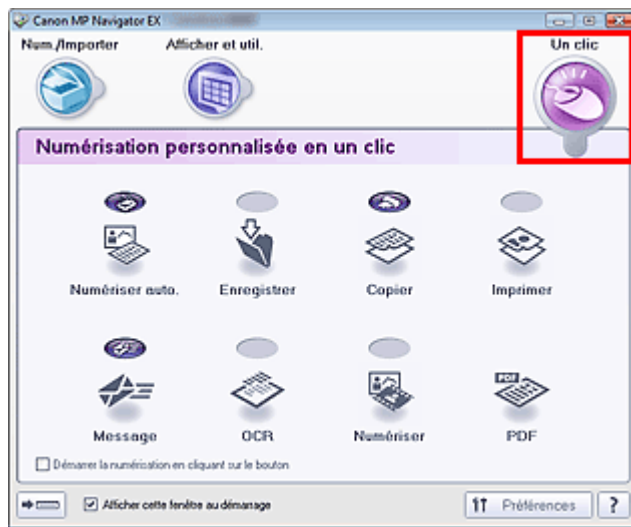 Canon MP Navigator EX
Num./Importer
Afficher et util.
Un clic
Numérisation personnalisée en un clic
Numériser auto.
Enregistrer
Copier
Imprimer
Message
OCR
Numériser
PDF
PDF
Démarrer la numérisation en cliquant sur le bouton
Afficher cette fenêtre au démarrage
Préférences
?